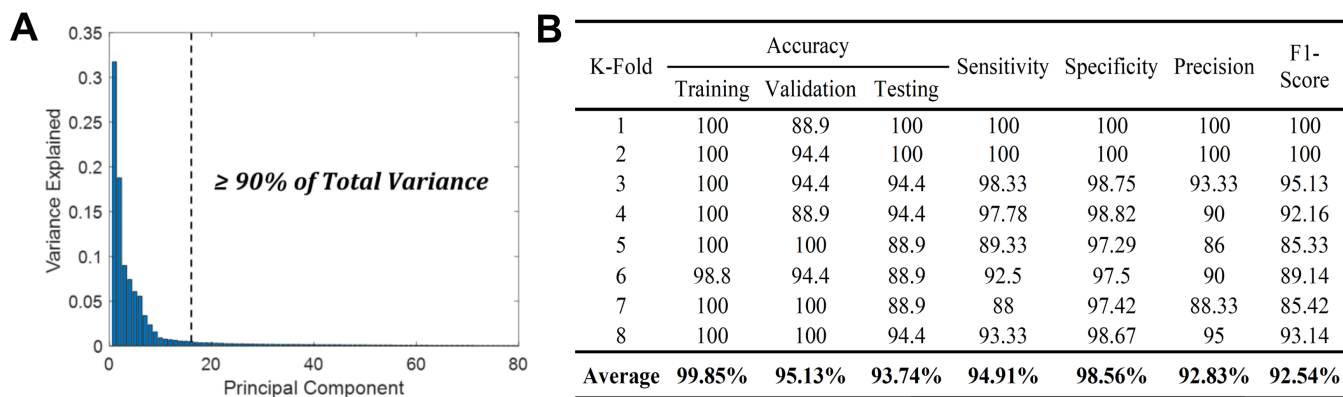 A
0.35
0.3
0.25
0.2
0.15
0.1
0.05
0
Variance Explained
≥ 90% of Total Variance
0 20 40 60 80
Principal Component
B
K-Fold Accuracy Sensitivity Specificity Precision F1-Score
Training Validation Testing
1 100 88.9 100 100 100 100 100
2 100 94.4 100 100 100 100 100
3 100 94.4 94.4 98.33 98.75 93.33 95.13
4 100 88.9 94.4 97.78 98.82 90 92.16
5 100 100 88.9 89.33 97.29 86 85.33
6 98.8 94.4 88.9 92.5 97.5 90 89.14
7 100 100 88.9 88 97.42 88.33 85.42
8 100 100 94.4 93.33 98.67 95 93.14
Average 99.85% 95.13% 93.74% 94.91% 98.56% 92.83% 92.54%